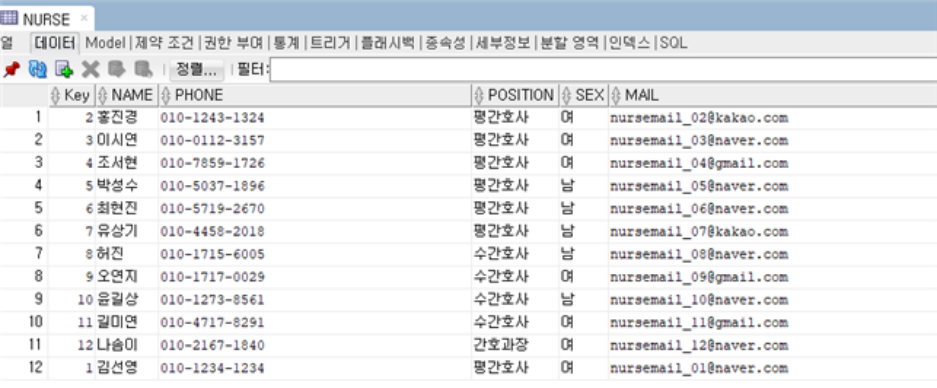 NURSE
열 데이터 Model 제약 조건 권한 부여 통계 트리거 플래시백 종속성 세부정보 분할 영역 인덱스 SQL
정렬... 필터:
Key NAME PHONE POSITION SEX MAIL
1 2 홍진경 010-1243-1324 평간호사 여 nursemail_02@kakao.com
2 3 이시연 010-0112-3157 평간호사 여 nursemail_03@naver.com
3 4 조서현 010-7859-1726 평간호사 여 nursemail_04@gmail.com
4 5 박성수 010-5037-1896 평간호사 남 nursemail_05@naver.com
5 6 최현진 010-5719-2670 평간호사 남 nursemail_06@naver.com
6 7 유상기 010-4458-2018 평간호사 남 nursemail_07@kakao.com
7 8 허진 010-1715-6005 수간호사 남 nursemail_08@naver.com
8 9 오연지 010-1717-0029 수간호사 여 nursemail_09@gmail.com
9 10 윤길상 010-1273-8561 수간호사 남 nursemail_10@naver.com
10 11 길미연 010-4717-8291 수간호사 여 nursemail_11@gmail.com
11 12 나솜이 010-2167-1840 간호과장 여 nursemail_12@naver.com
12 1 김선영 010-1234-1234 평간호사 여 nursemail_01@naver.com